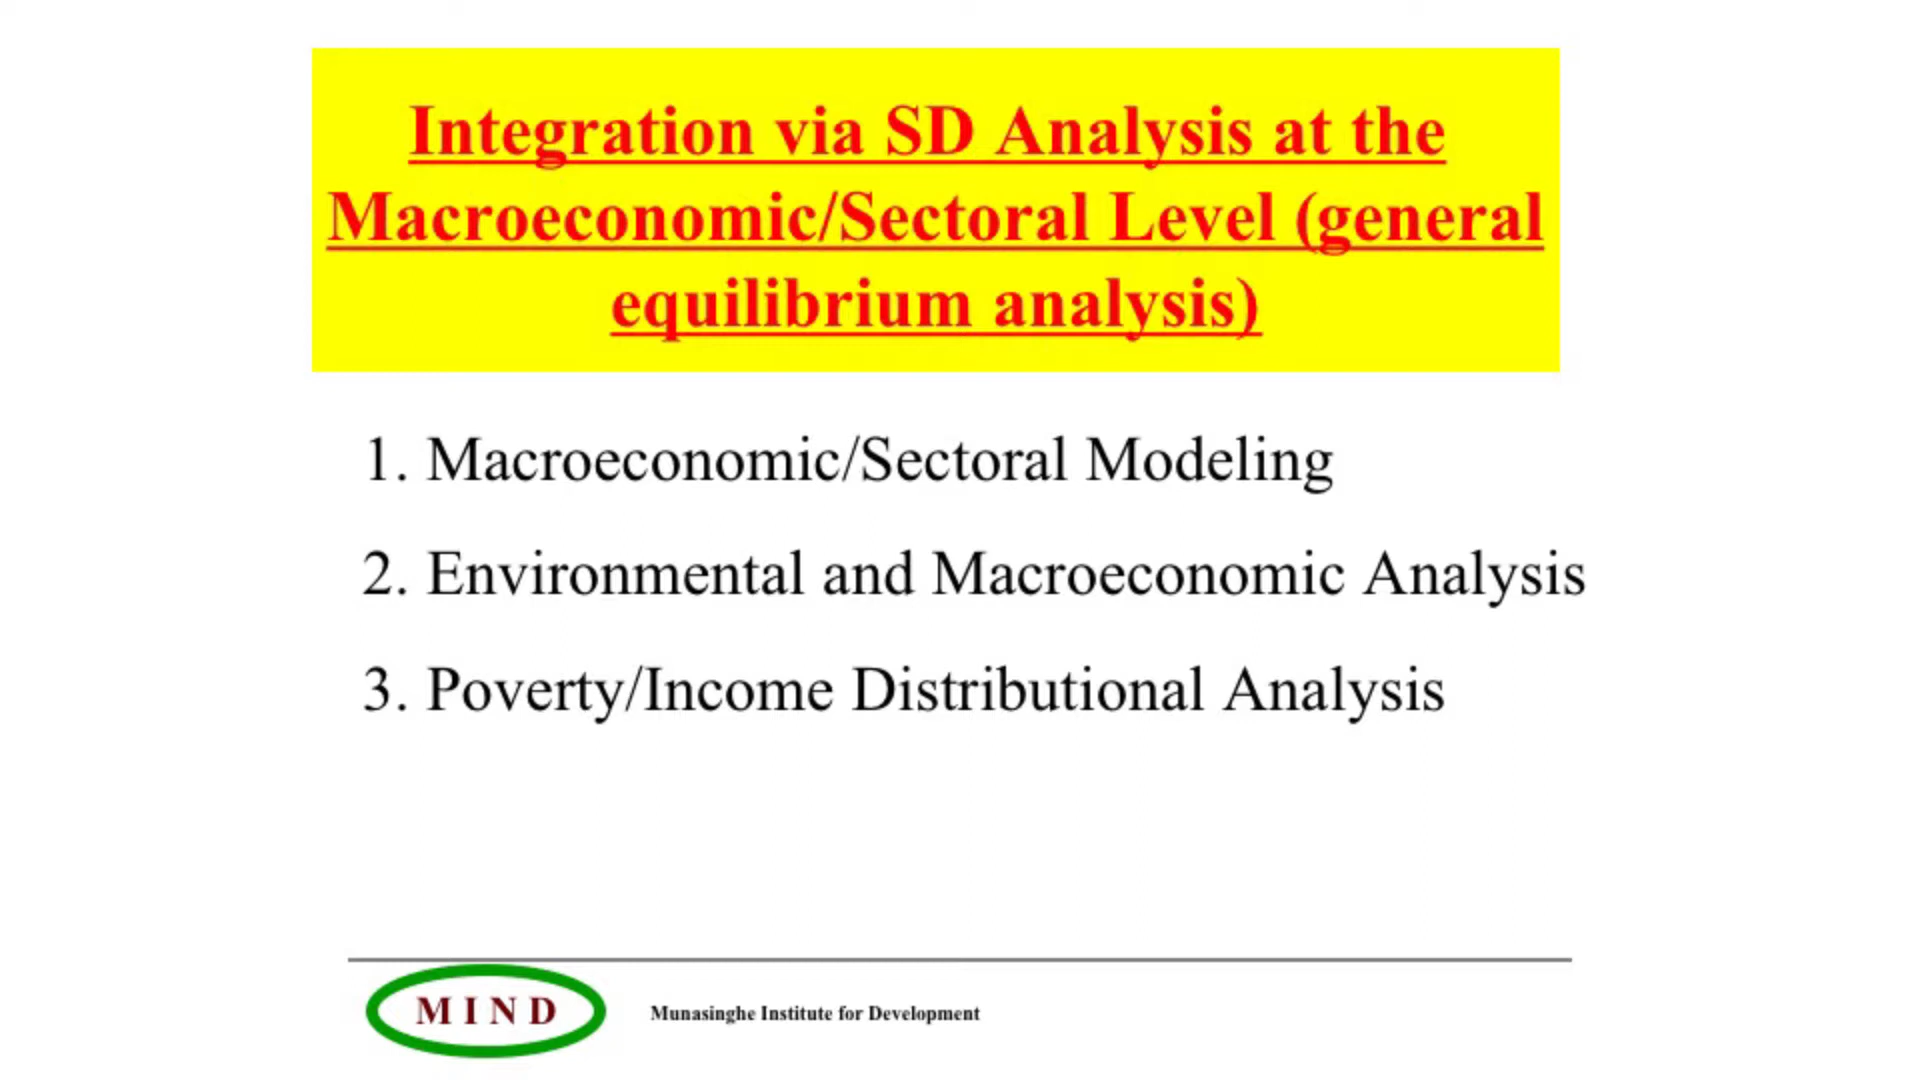 Integration via SD Analysis at the
Macroeconomic/Sectoral Level (general
equilibrium analysis)
1. Macroeconomic/Sectoral Modeling
2. Environmental and Macroeconomic Analysis
3. Poverty/Income Distributional Analysis
M I N D
Munasinghe Institute for Development